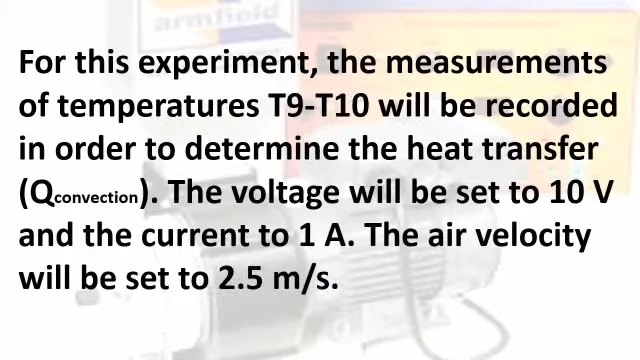 armfield
For this experiment, the measurements
of temperatures T9-T10 will be recorded
in order to determine the heat transfer
(Qconvection). The voltage will be set to 10 V
and the current to 1 A. The air velocity
will be set to 2.5 m/s.